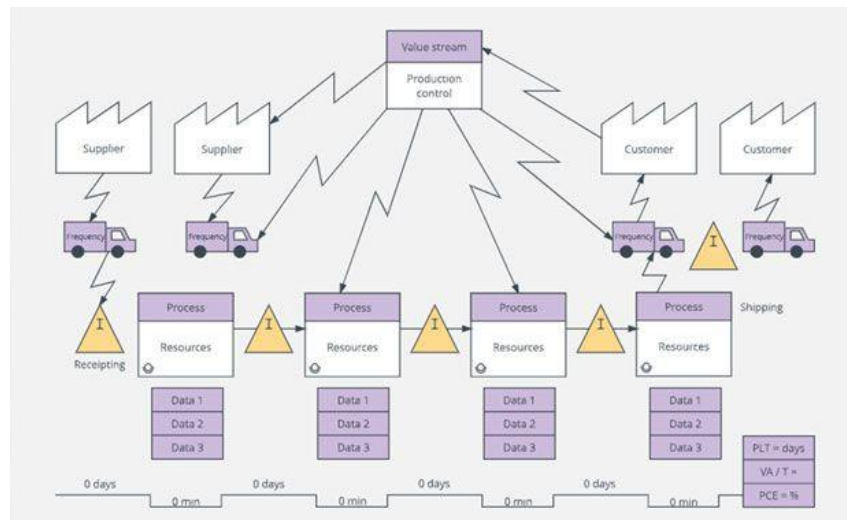 Value stream
Production
control
Supplier
Supplier
Customer
Customer
Frequency
Frequency
Frequency
Frequency
I
I
I
I
I
Receipting
Process
Resources
Process
Resources
Process
Resources
Process
Resources
Shipping
Data 1
Data 2
Data 3
Data 1
Data 2
Data 3
Data 1
Data 2
Data 3
Data 1
Data 2
Data 3
0 days
0 min
0 days
0 min
0 days
0 min
0 days
0 min
PLT = days
VA / T =
PCE = %